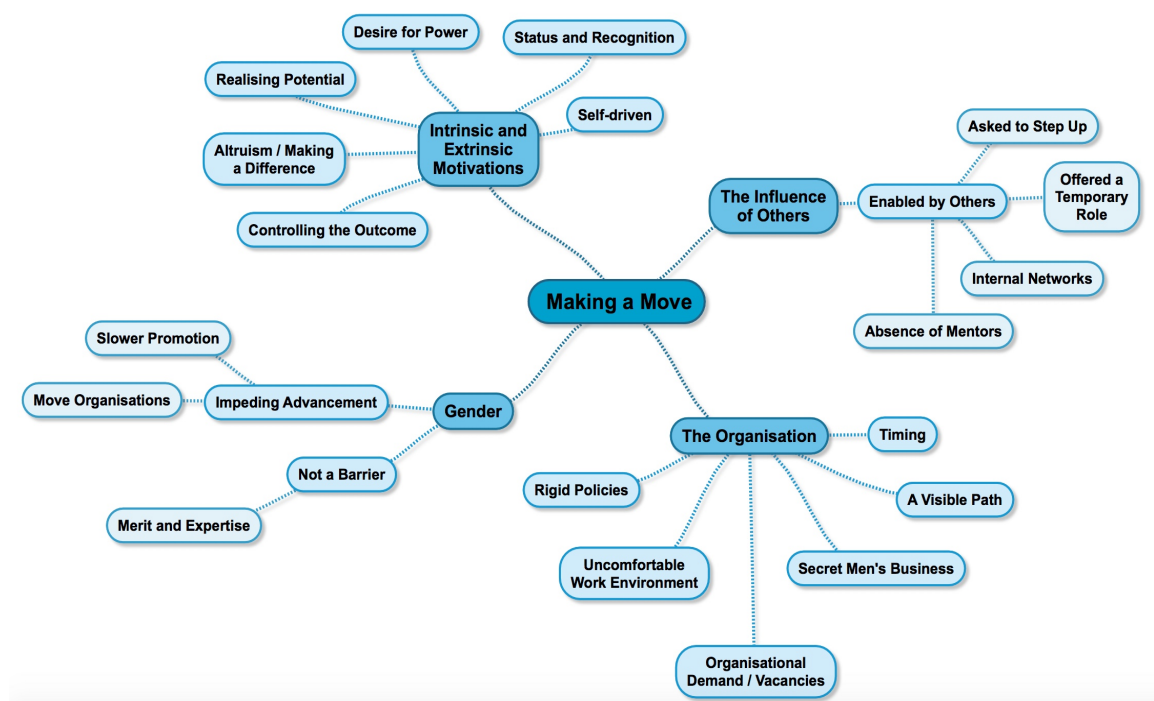 Desire for Power
Status and Recognition
Realising Potential
Self-driven
Intrinsic and
Extrinsic
Motivations
Altruism / Making
a Difference
Controlling the Outcome
Asked to Step Up
The Influence
of Others
Enabled by Others
Offered a
Temporary
Role
Internal Networks
Absence of Mentors
Making a Move
Slower Promotion
Move Organisations
Impeding Advancement
Gender
Not a Barrier
Merit and Expertise
The Organisation
Timing
Rigid Policies
A Visible Path
Uncomfortable
Work Environment
Secret Men's Business
Organisational
Demand / Vacancies